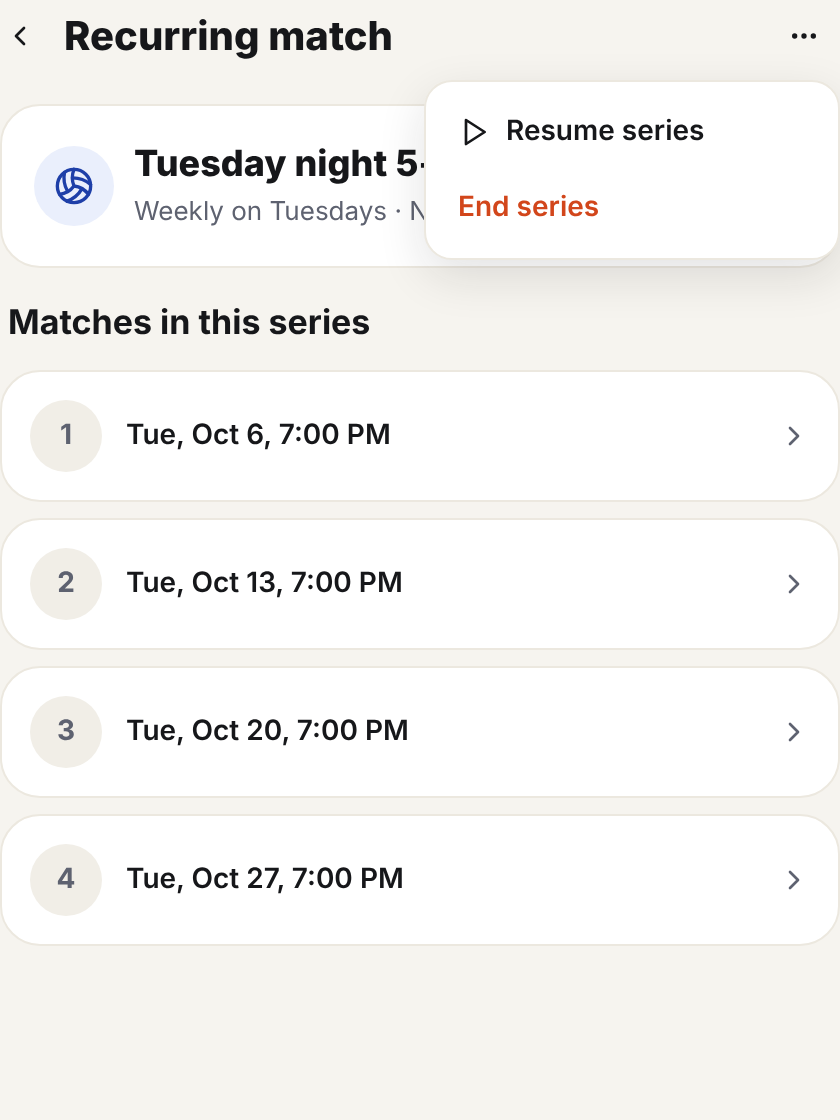 Recurring match
Resume series
End series
Tuesday night
Weekly on Tuesdays ·
Matches in this series
1
Tue, Oct 6, 7:00 PM
2
Tue, Oct 13, 7:00 PM
3
Tue, Oct 20, 7:00 PM
4
Tue, Oct 27, 7:00 PM